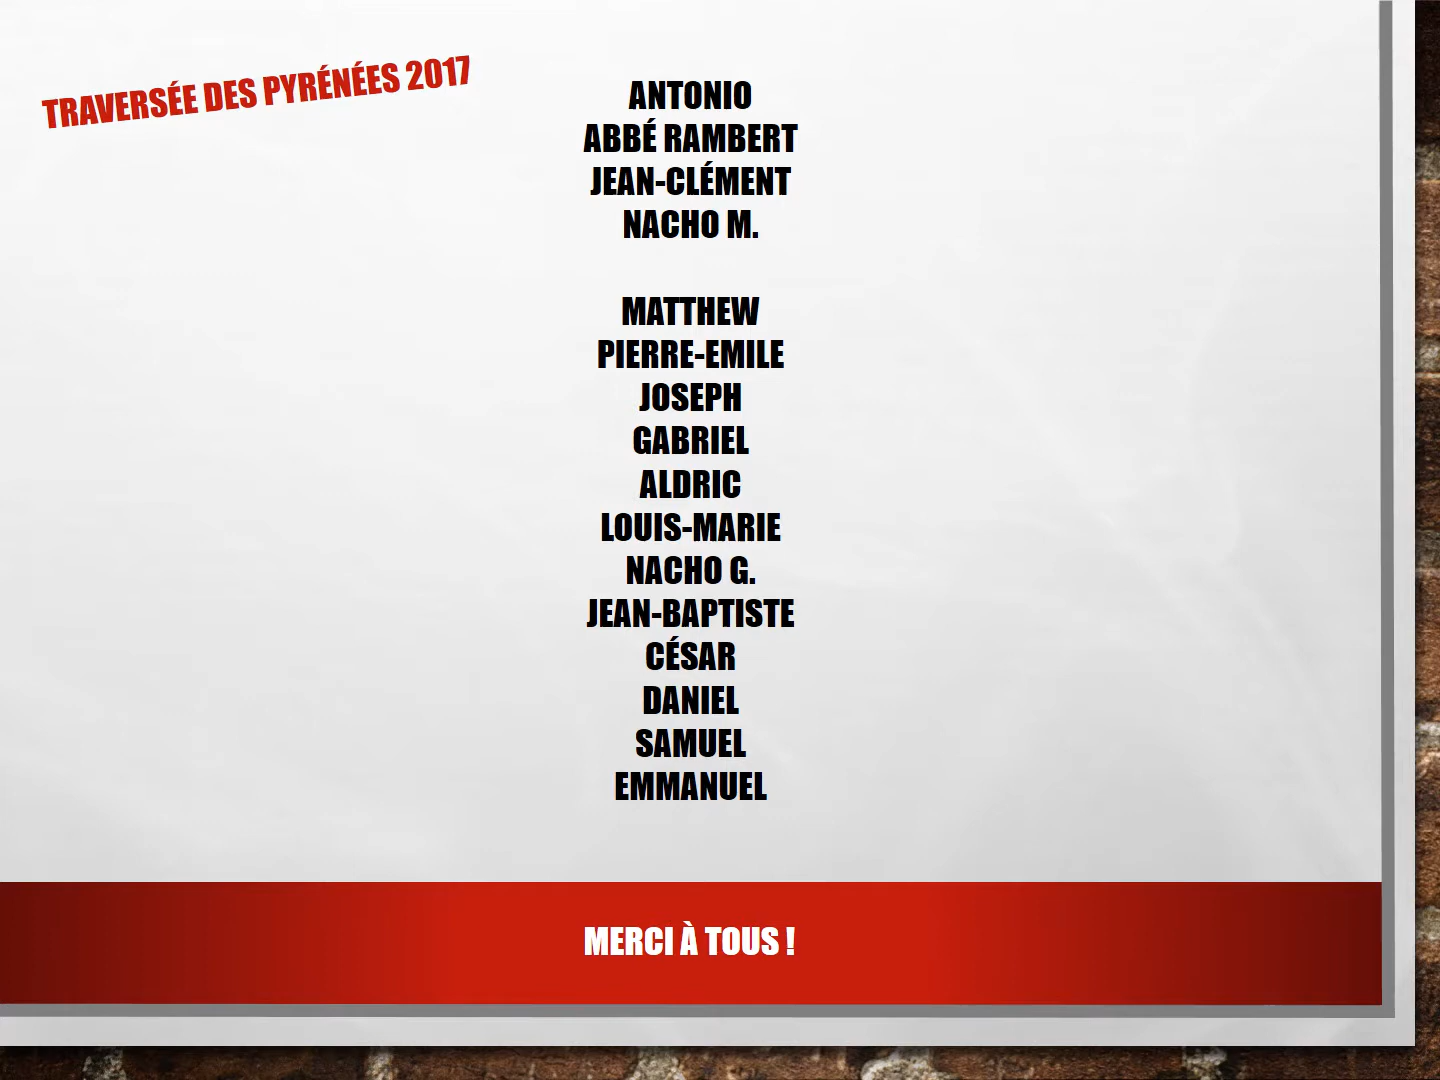 TRAVERSÉE DES PYRÉNÉES 2017
ANTONIO
ABBÉ RAMBERT
JEAN-CLÉMENT
NACHO M.
MATTHEW
PIERRE-EMILE
JOSEPH
GABRIEL
ALDRIC
LOUIS-MARIE
NACHO G.
JEAN-BAPTISTE
CÉSAR
DANIEL
SAMUEL
EMMANUEL
MERCI À TOUS !